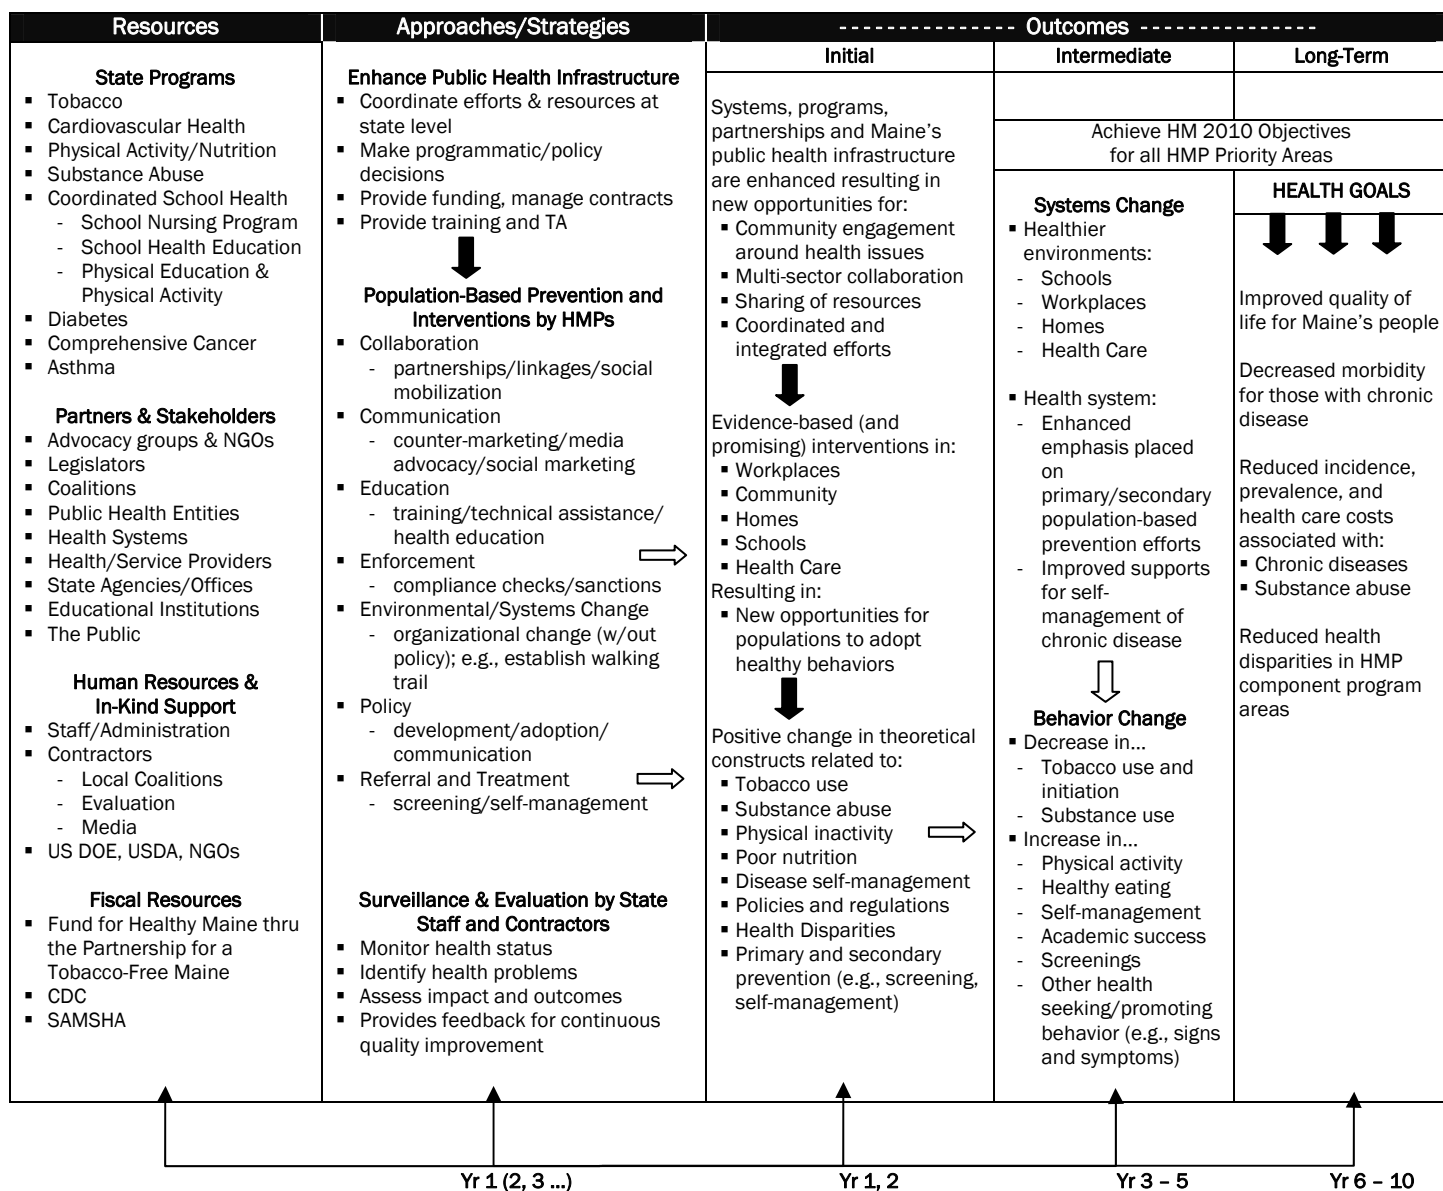 Resources
Approaches/Strategies
- - - - - - - - - - - - - - - Outcomes - - - - - - - - - - - - - - -
Initial
Intermediate
Long-Term
State Programs
▪ Tobacco
▪ Cardiovascular Health
▪ Physical Activity/Nutrition
▪ Substance Abuse
▪ Coordinated School Health
- School Nursing Program
- School Health Education
- Physical Education &
Physical Activity
▪ Diabetes
▪ Comprehensive Cancer
▪ Asthma
Partners & Stakeholders
▪ Advocacy groups & NGOs
▪ Legislators
▪ Coalitions
▪ Public Health Entities
▪ Health Systems
▪ Health/Service Providers
▪ State Agencies/Offices
▪ Educational Institutions
▪ The Public
Human Resources &
In-Kind Support
▪ Staff/Administration
▪ Contractors
- Local Coalitions
- Evaluation
- Media
▪ US DOE, USDA, NGOs
Fiscal Resources
▪ Fund for Healthy Maine thru
the Partnership for a
Tobacco-Free Maine
▪ CDC
▪ SAMSHA
Enhance Public Health Infrastructure
▪ Coordinate efforts & resources at
state level
▪ Make programmatic/policy
decisions
▪ Provide funding, manage contracts
▪ Provide training and TA
Population-Based Prevention and
Interventions by HMPs
▪ Collaboration
- partnerships/linkages/social
mobilization
▪ Communication
- counter-marketing/media
advocacy/social marketing
▪ Education
- training/technical assistance/
health education
▪ Enforcement
- compliance checks/sanctions
▪ Environmental/Systems Change
- organizational change (w/out
policy); e.g., establish walking
trail
▪ Policy
- development/adoption/
communication
▪ Referral and Treatment
- screening/self-management
Surveillance & Evaluation by State
Staff and Contractors
▪ Monitor health status
▪ Identify health problems
▪ Assess impact and outcomes
▪ Provides feedback for continuous
quality improvement
Systems, programs,
partnerships and Maine's
public health infrastructure
are enhanced resulting in
new opportunities for:
▪ Community engagement
around health issues
▪ Multi-sector collaboration
▪ Sharing of resources
▪ Coordinated and
integrated efforts
Evidence-based (and
promising) interventions in:
▪ Workplaces
▪ Community
▪ Homes
▪ Schools
▪ Health Care
Resulting in:
▪ New opportunities for
populations to adopt
healthy behaviors
Positive change in theoretical
constructs related to:
▪ Tobacco use
▪ Substance abuse
▪ Physical inactivity
▪ Poor nutrition
▪ Disease self-management
▪ Policies and regulations
▪ Health Disparities
▪ Primary and secondary
prevention (e.g., screening,
self-management)
Achieve HM 2010 Objectives
for all HMP Priority Areas
Systems Change
▪ Healthier
environments:
- Schools
- Workplaces
- Homes
- Health Care
▪ Health system:
- Enhanced
emphasis placed
on
primary/secondary
population-based
prevention efforts
- Improved supports
for self-
management of
chronic disease
Behavior Change
▪ Decrease in…
- Tobacco use and
initiation
- Substance use
▪ Increase in…
- Physical activity
- Healthy eating
- Self-management
- Academic success
- Screenings
- Other health
seeking/promoting
behavior (e.g., signs
and symptoms)
HEALTH GOALS
Improved quality of
life for Maine's people
Decreased morbidity
for those with chronic
disease
Reduced incidence,
prevalence, and
health care costs
associated with:
▪ Chronic diseases
▪ Substance abuse
Reduced health
disparities in HMP
component program
areas
Yr 1 (2, 3 …)
Yr 1, 2
Yr 3 – 5
Yr 6 – 10